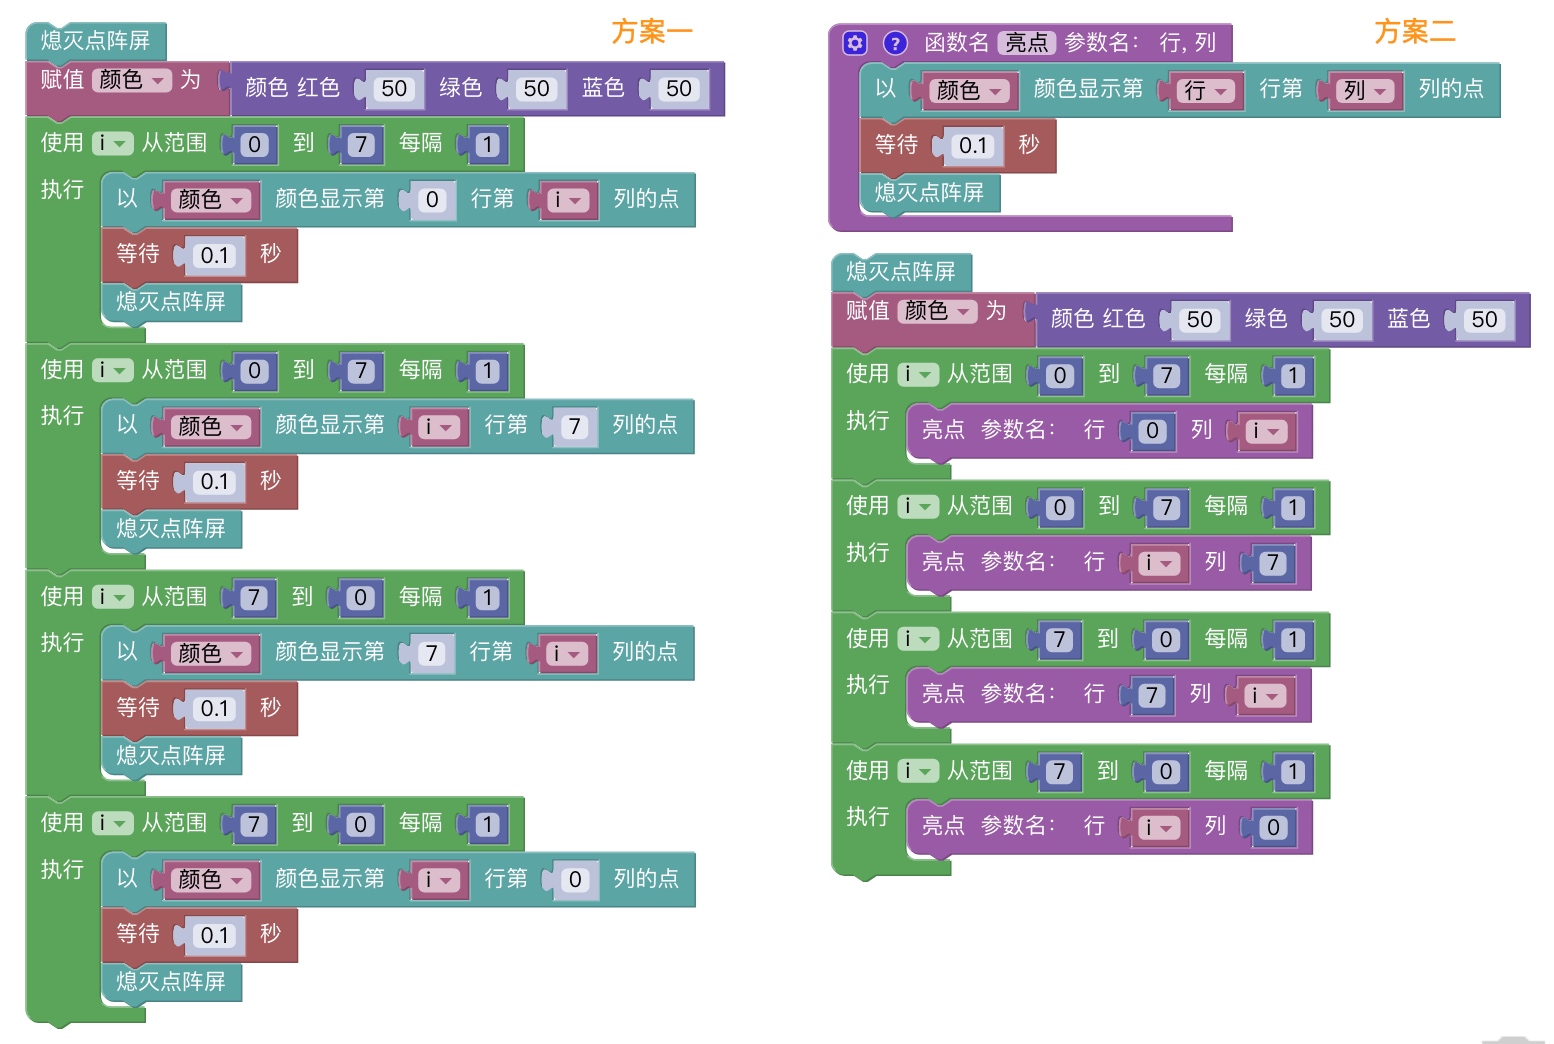 方案一
熄灭点阵屏
赋值 颜色 为 颜色 红色 50 绿色 50 蓝色 50
使用 i 从范围 0 到 7 每隔 1
执行 以 颜色 颜色显示第 0 行第 i 列的点
等待 0.1 秒
熄灭点阵屏
使用 i 从范围 0 到 7 每隔 1
执行 以 颜色 颜色显示第 i 行第 7 列的点
等待 0.1 秒
熄灭点阵屏
使用 i 从范围 7 到 0 每隔 1
执行 以 颜色 颜色显示第 7 行第 i 列的点
等待 0.1 秒
熄灭点阵屏
使用 i 从范围 7 到 0 每隔 1
执行 以 颜色 颜色显示第 i 行第 0 列的点
等待 0.1 秒
熄灭点阵屏
方案二
? 函数名 亮点 参数名: 行, 列
以 颜色 颜色显示第 行 行第 列 列的点
等待 0.1 秒
熄灭点阵屏
熄灭点阵屏
赋值 颜色 为 颜色 红色 50 绿色 50 蓝色 50
使用 i 从范围 0 到 7 每隔 1
执行 亮点 参数名: 行 0 列 i
使用 i 从范围 0 到 7 每隔 1
执行 亮点 参数名: 行 i 列 7
使用 i 从范围 7 到 0 每隔 1
执行 亮点 参数名: 行 7 列 i
使用 i 从范围 7 到 0 每隔 1
执行 亮点 参数名: 行 i 列 0